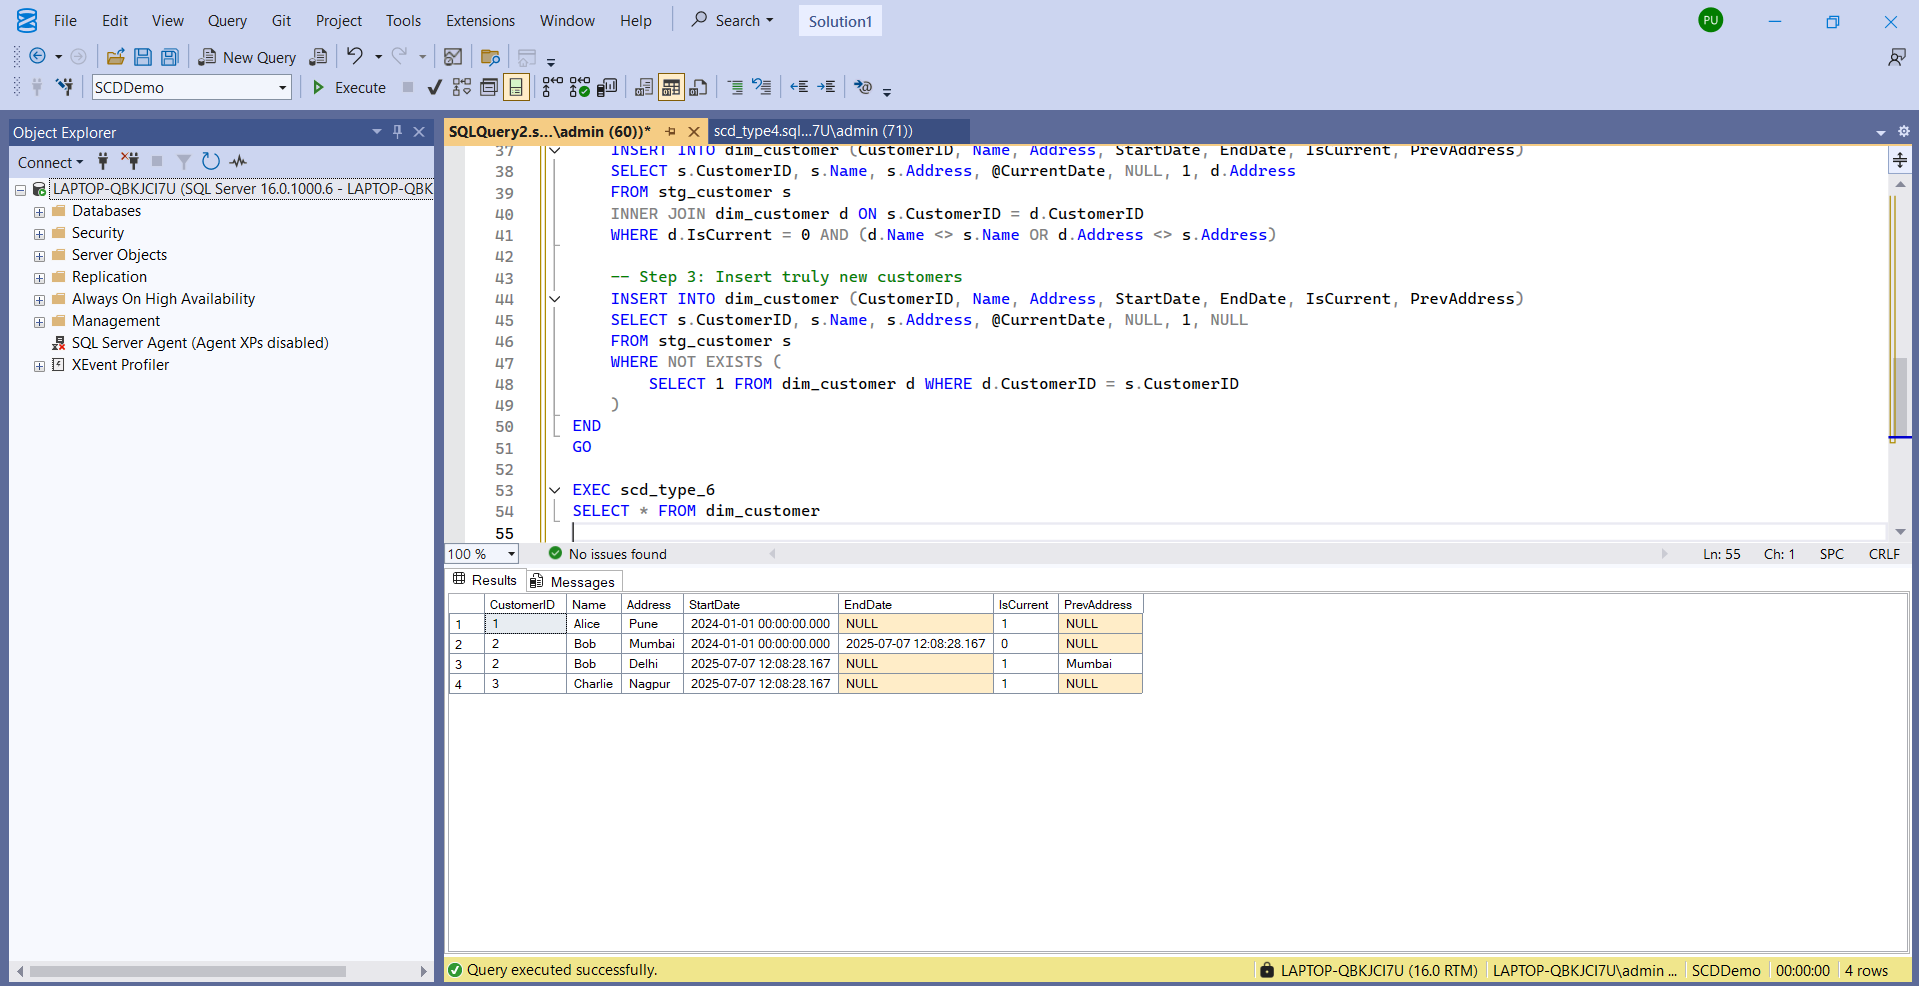 File Edit View Query Git Project Tools Extensions Window Help Search Solution1 PU
New Query
SCDDemo Execute
Object Explorer
Connect
LAPTOP-QBKJCI7U (SQL Server 16.0.1000.6 - LAPTOP-QBK
Databases
Security
Server Objects
Replication
Always On High Availability
Management
SQL Server Agent (Agent XPs disabled)
XEvent Profiler
SQLQuery2.s...\admin (60))* scd_type4.sql...7U\admin (71))
37 INSERT INTO dim_customer (CustomerID, Name, Address, StartDate, EndDate, IsCurrent, PrevAddress)
38 SELECT s.CustomerID, s.Name, s.Address, @CurrentDate, NULL, 1, d.Address
39 FROM stg_customer s
40 INNER JOIN dim_customer d ON s.CustomerID = d.CustomerID
41 WHERE d.IsCurrent = 0 AND (d.Name <> s.Name OR d.Address <> s.Address)
42
43 -- Step 3: Insert truly new customers
44 INSERT INTO dim_customer (CustomerID, Name, Address, StartDate, EndDate, IsCurrent, PrevAddress)
45 SELECT s.CustomerID, s.Name, s.Address, @CurrentDate, NULL, 1, NULL
46 FROM stg_customer s
47 WHERE NOT EXISTS (
48 SELECT 1 FROM dim_customer d WHERE d.CustomerID = s.CustomerID
49 )
50 END
51 GO
52
53 EXEC scd_type_6
54 SELECT * FROM dim_customer
55
100 % No issues found Ln: 55 Ch: 1 SPC CRLF
Results Messages
CustomerID Name Address StartDate EndDate IsCurrent PrevAddress
1 1 Alice Pune 2024-01-01 00:00:00.000 NULL 1 NULL
2 2 Bob Mumbai 2024-01-01 00:00:00.000 2025-07-07 12:08:28.167 0 NULL
3 2 Bob Delhi 2025-07-07 12:08:28.167 NULL 1 Mumbai
4 3 Charlie Nagpur 2025-07-07 12:08:28.167 NULL 1 NULL
Query executed successfully. LAPTOP-QBKJCI7U (16.0 RTM) LAPTOP-QBKJCI7U\admin ... SCDDemo 00:00:00 4 rows